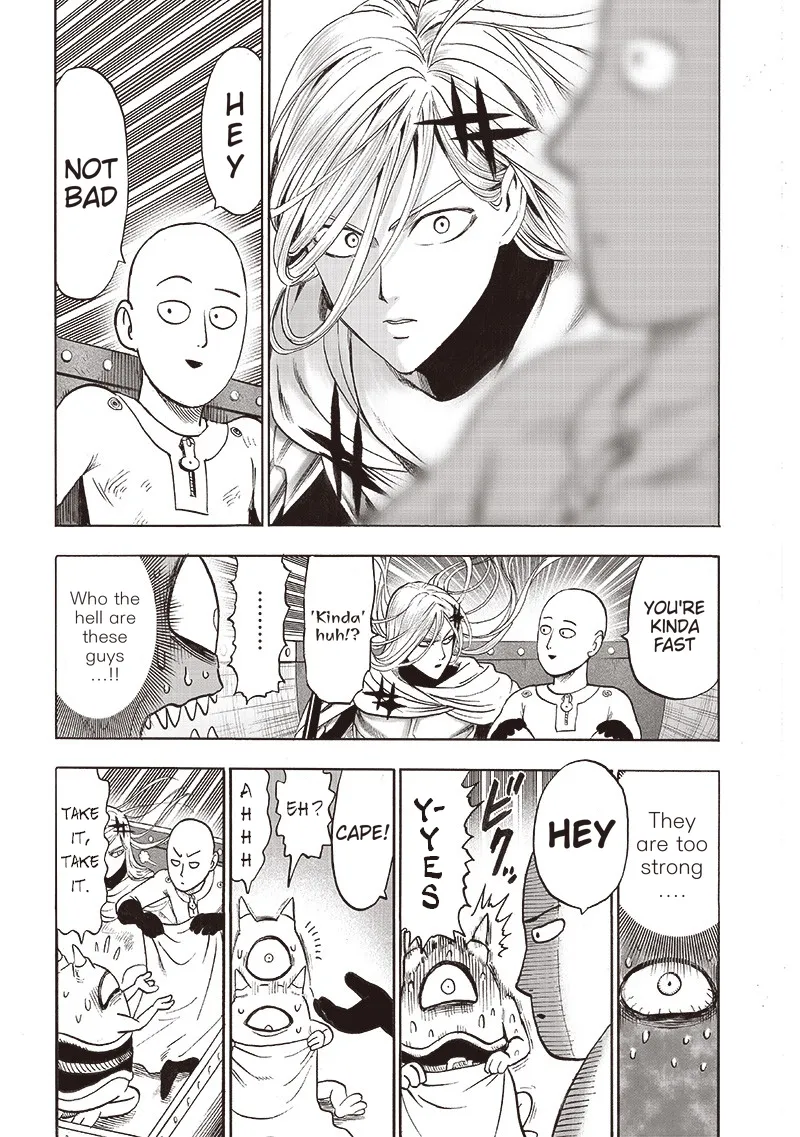 HEY
NOT
BAD
YOU'RE
KINDA
FAST
'Kinda'
huh!?
.........
Who the
hell are
these
guys
...!!
They
are too
strong
....
HEY
ビクッ
Y-
YES
CAPE!
EH?
AHHH
TAKE
IT,
TAKE
IT.